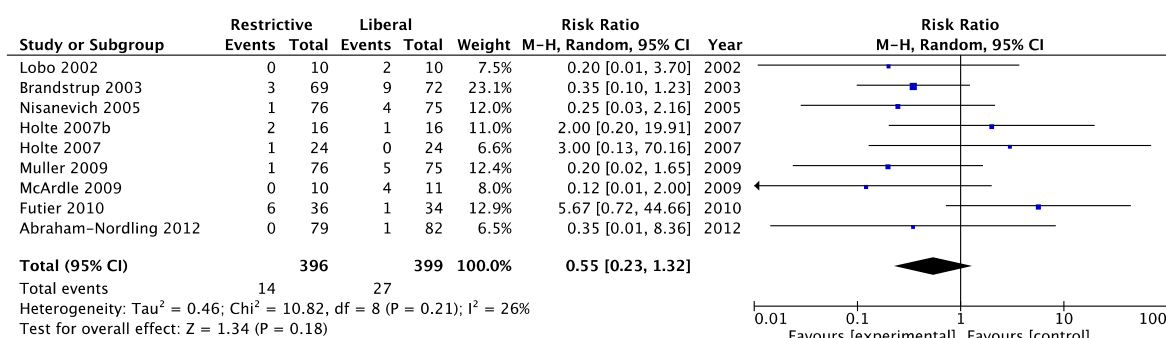 Restrictive Liberal Risk Ratio Risk Ratio
Study or Subgroup Events Total Events Total Weight M-H, Random, 95% CI Year M-H, Random, 95% CI
Lobo 2002 0 10 2 10 7.5% 0.20 [0.01, 3.70] 2002
Brandstrup 2003 3 69 9 72 23.1% 0.35 [0.10, 1.23] 2003
Nisanevich 2005 1 76 4 75 12.0% 0.25 [0.03, 2.16] 2005
Holte 2007b 2 16 1 16 11.0% 2.00 [0.20, 19.91] 2007
Holte 2007 1 24 0 24 6.6% 3.00 [0.13, 70.16] 2007
Muller 2009 1 76 5 75 12.4% 0.20 [0.02, 1.65] 2009
McArdle 2009 0 10 4 11 8.0% 0.12 [0.01, 2.00] 2009
Futier 2010 6 36 1 34 12.9% 5.67 [0.72, 44.66] 2010
Abraham-Nordling 2012 0 79 1 82 6.5% 0.35 [0.01, 8.36] 2012
Total (95% CI) 396 399 100.0% 0.55 [0.23, 1.32]
Total events 14 27
Heterogeneity: Tau² = 0.46; Chi² = 10.82, df = 8 (P = 0.21); I² = 26%
Test for overall effect: Z = 1.34 (P = 0.18)
0.01 0.1 1 10 100
Favours [experimental] Favours [control]